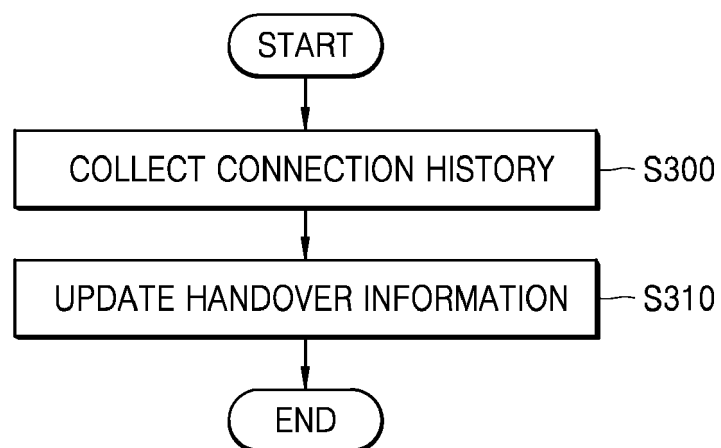 START
COLLECT CONNECTION HISTORY
S300
UPDATE HANDOVER INFORMATION
S310
END